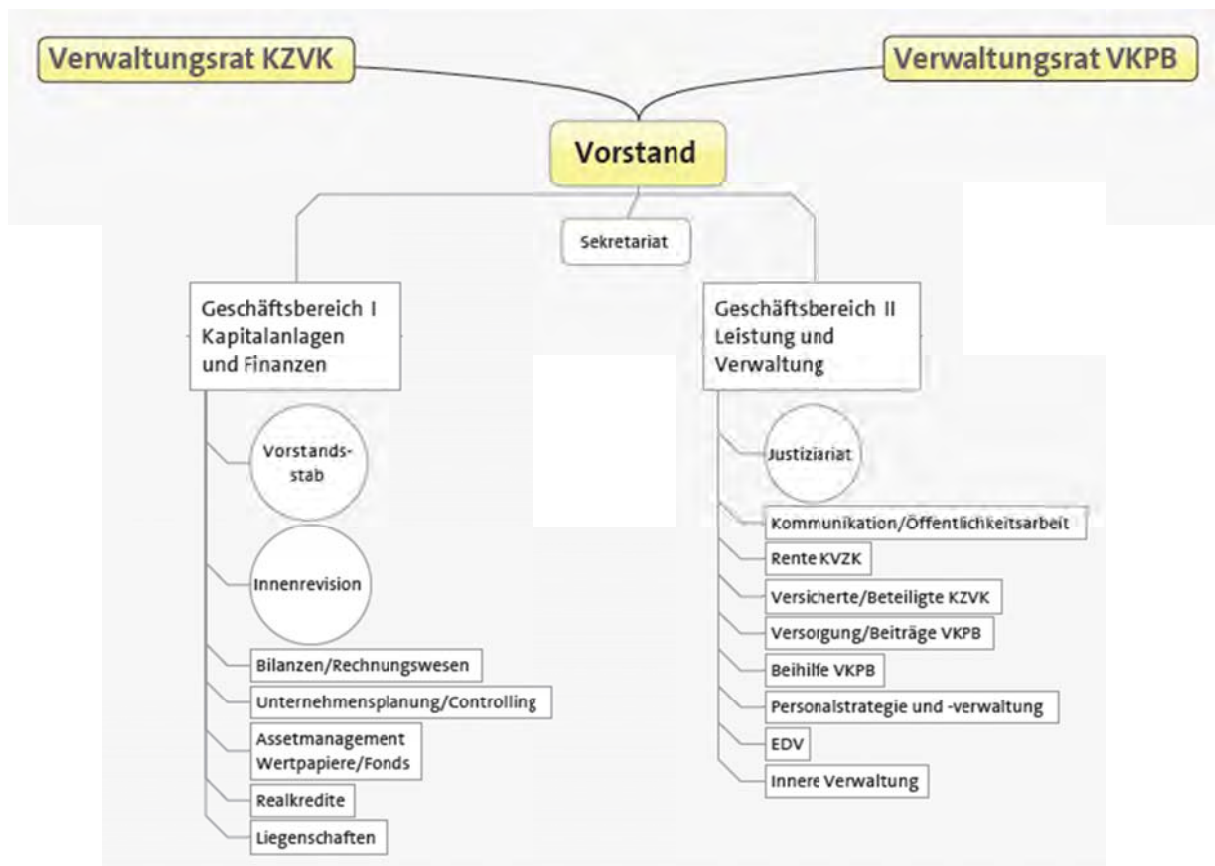 Verwaltungsrat KZVK
Verwaltungsrat VKPB
Vorstand
Sekretariat
Geschäftsbereich I
Kapitalanlagen
und Finanzen
Vorstands-
stab
Innenrevision
Bilanzen/Rechnungswesen
Unternehmensplanung/Controlling
Assetmanagement
Wertpapiere/Fonds
Realkredite
Liegenschaften
Geschäftsbereich II
Leistung und
Verwaltung
Justiziariat
Kommunikation/Öffentlichkeitsarbeit
Rente KVZK
Versicherte/Beteiligte KZVK
Versorgung/Beiträge VKPB
Beihilfe VKPB
Personalstrategie und -verwaltung
EDV
Innere Verwaltung